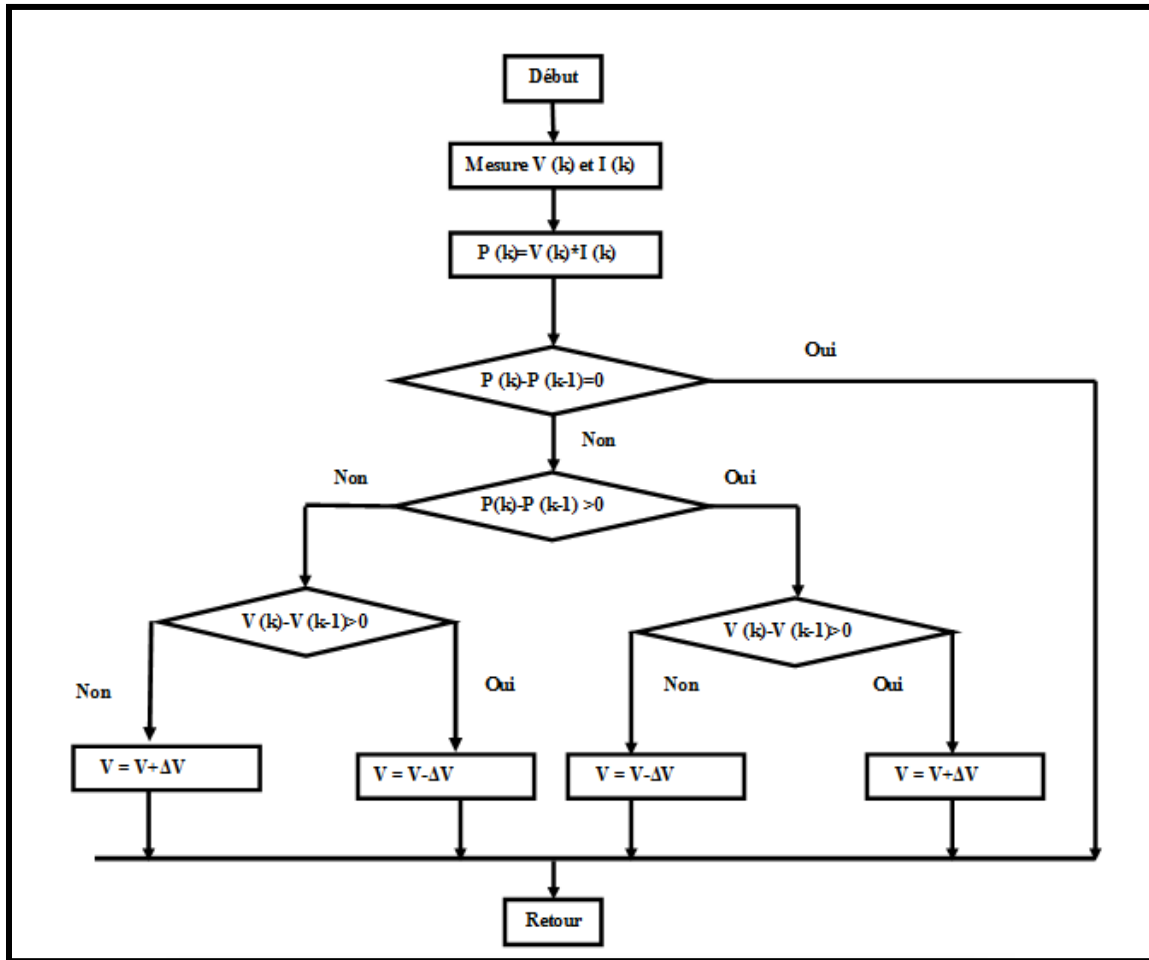 Début
Mesure V (k) et I (k)
P (k)=V (k)*I (k)
Oui
P (k)-P (k-1)=0
Non
Non
Oui
P(k)-P (k-1) >0
V (k)-V (k-1)>0
V (k)-V (k-1)>0
Non
Oui
Non
Oui
V = V+ΔV
V = V-ΔV
V = V-ΔV
V = V+ΔV
Retour